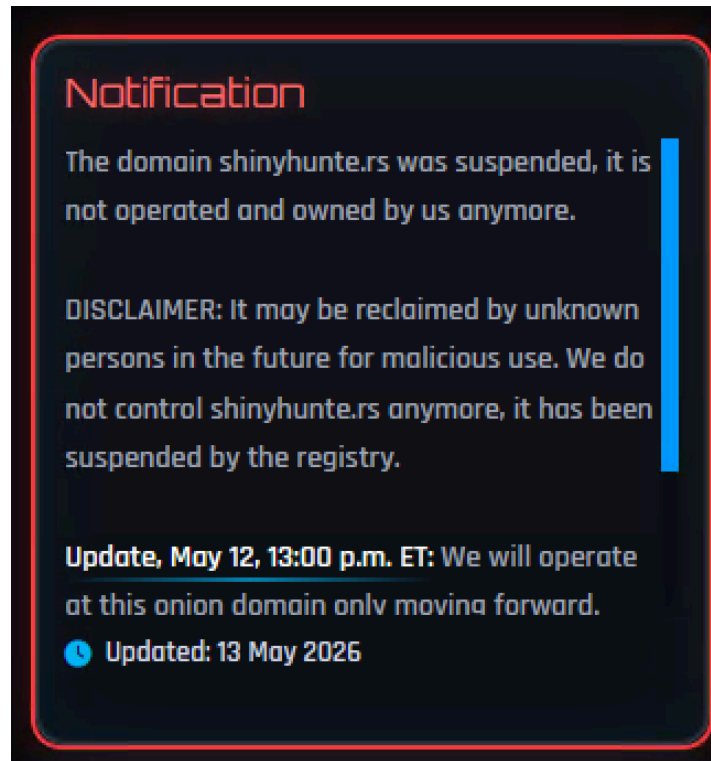 Notification
The domain shinyhunte.rs was suspended, it is
not operated and owned by us anymore.
DISCLAIMER: It may be reclaimed by unknown
persons in the future for malicious use. We do
not control shinyhunte.rs anymore, it has been
suspended by the registry.
Update, May 12, 13:00 p.m. ET: We will operate
at this onion domain only moving forward.
Updated: 13 May 2026